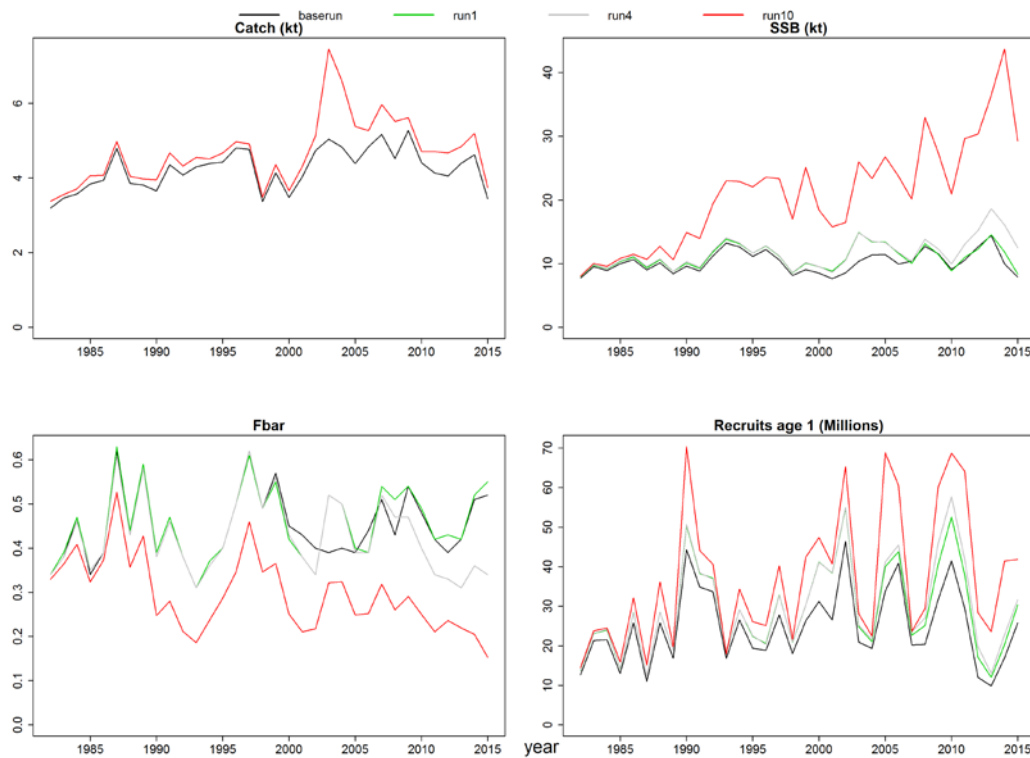 baserun run1 run4 run10
Catch (kt) SSB (kt)
0 2 4 6
1985 1990 1995 2000 2005 2010 2015
0 10 20 30 40
1985 1990 1995 2000 2005 2010 2015
Fbar Recruits age 1 (Millions)
0.0 0.1 0.2 0.3 0.4 0.5 0.6
1985 1990 1995 2000 2005 2010 2015
0 10 20 30 40 50 60 70
1985 1990 1995 2000 2005 2010 2015
year